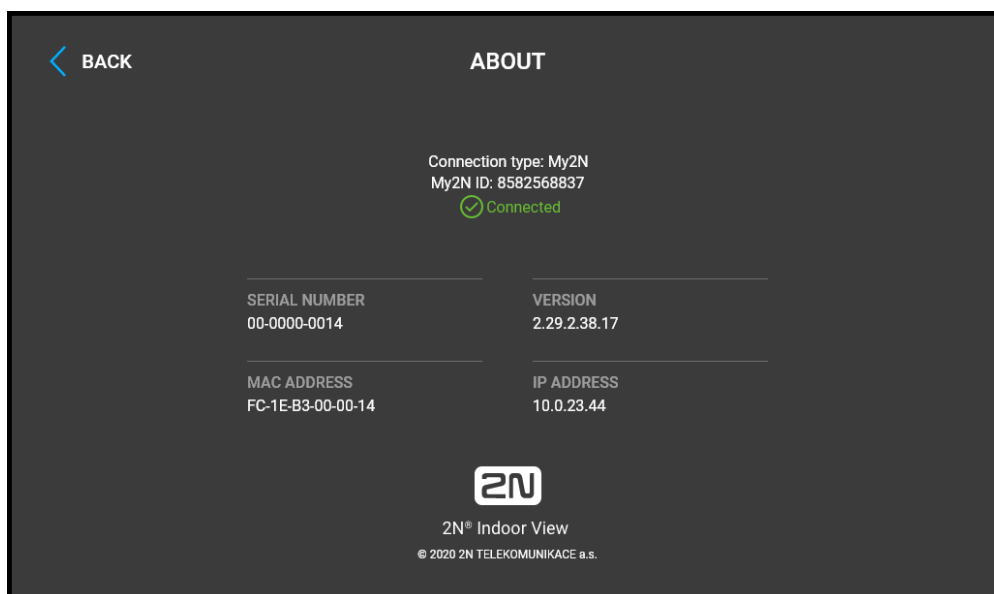 BACK
ABOUT
Connection type: My2N
My2N ID: 8582568837
Connected
SERIAL NUMBER
00-0000-0014
VERSION
2.29.2.38.17
MAC ADDRESS
FC-1E-B3-00-00-14
IP ADDRESS
10.0.23.44
2N
2N® Indoor View
© 2020 2N TELEKOMUNIKACE a.s.